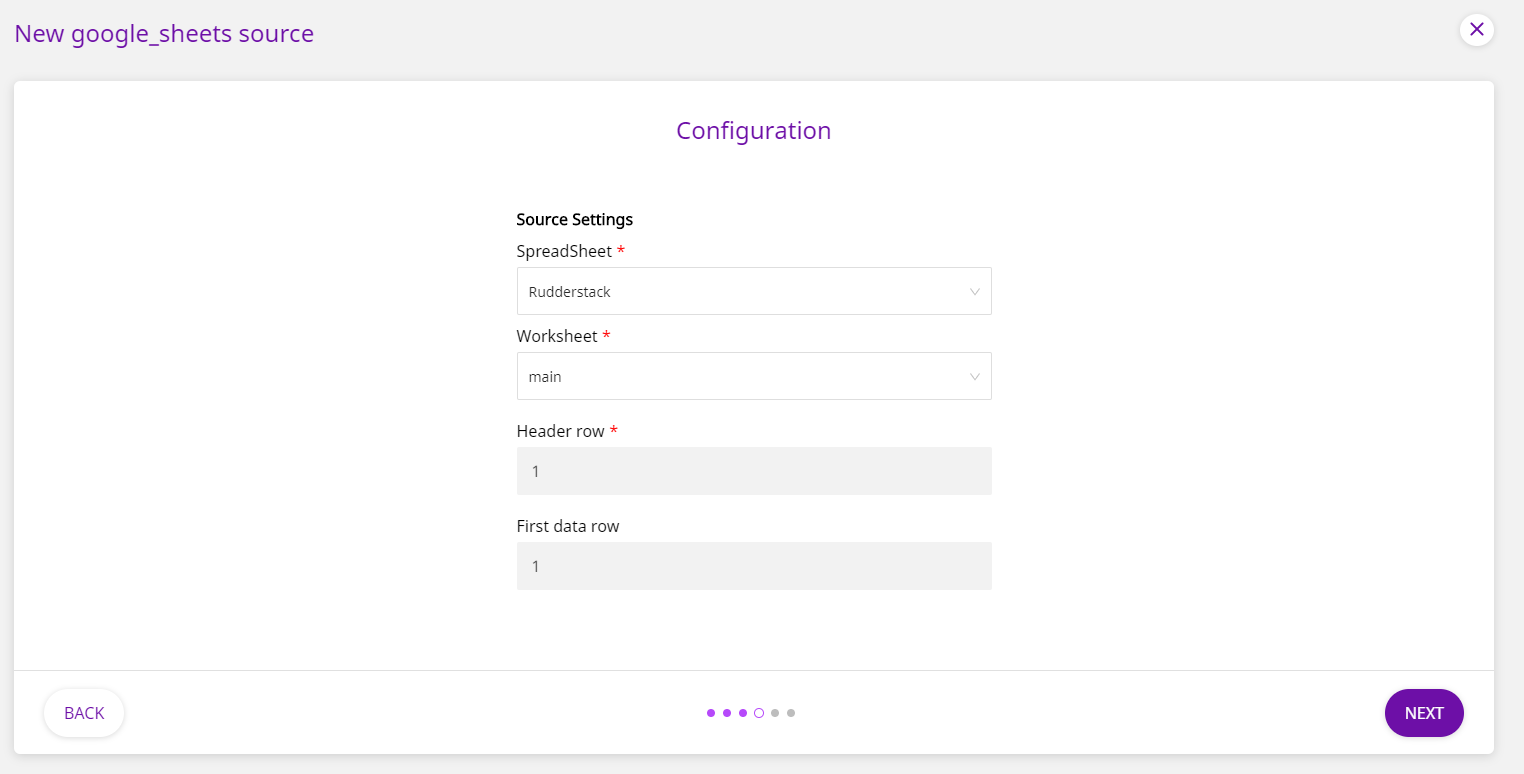 New google_sheets source
Configuration
Source Settings
SpreadSheet *
Rudderstack
Worksheet *
main
Header row *
1
First data row
1
BACK
NEXT